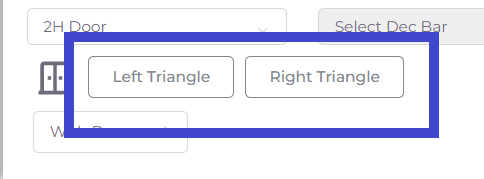 2H Door
Select Dec Bar
Left Triangle
Right Triangle